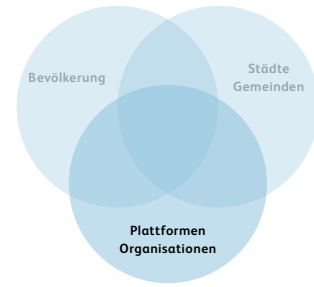 Bevölkerung
Städte
Gemeinden
Plattformen
Organisationen